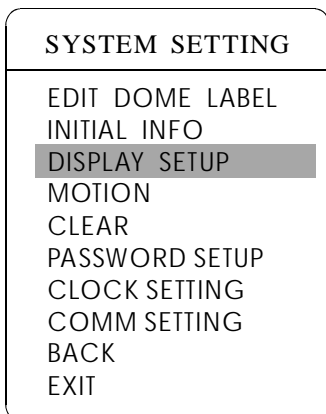 SYSTEM SETTING
EDIT DOME LABEL
INITIAL INFO
DISPLAY SETUP
MOTION
CLEAR
PASSWORD SETUP
CLOCK SETTING
COMM SETTING
BACK
EXIT